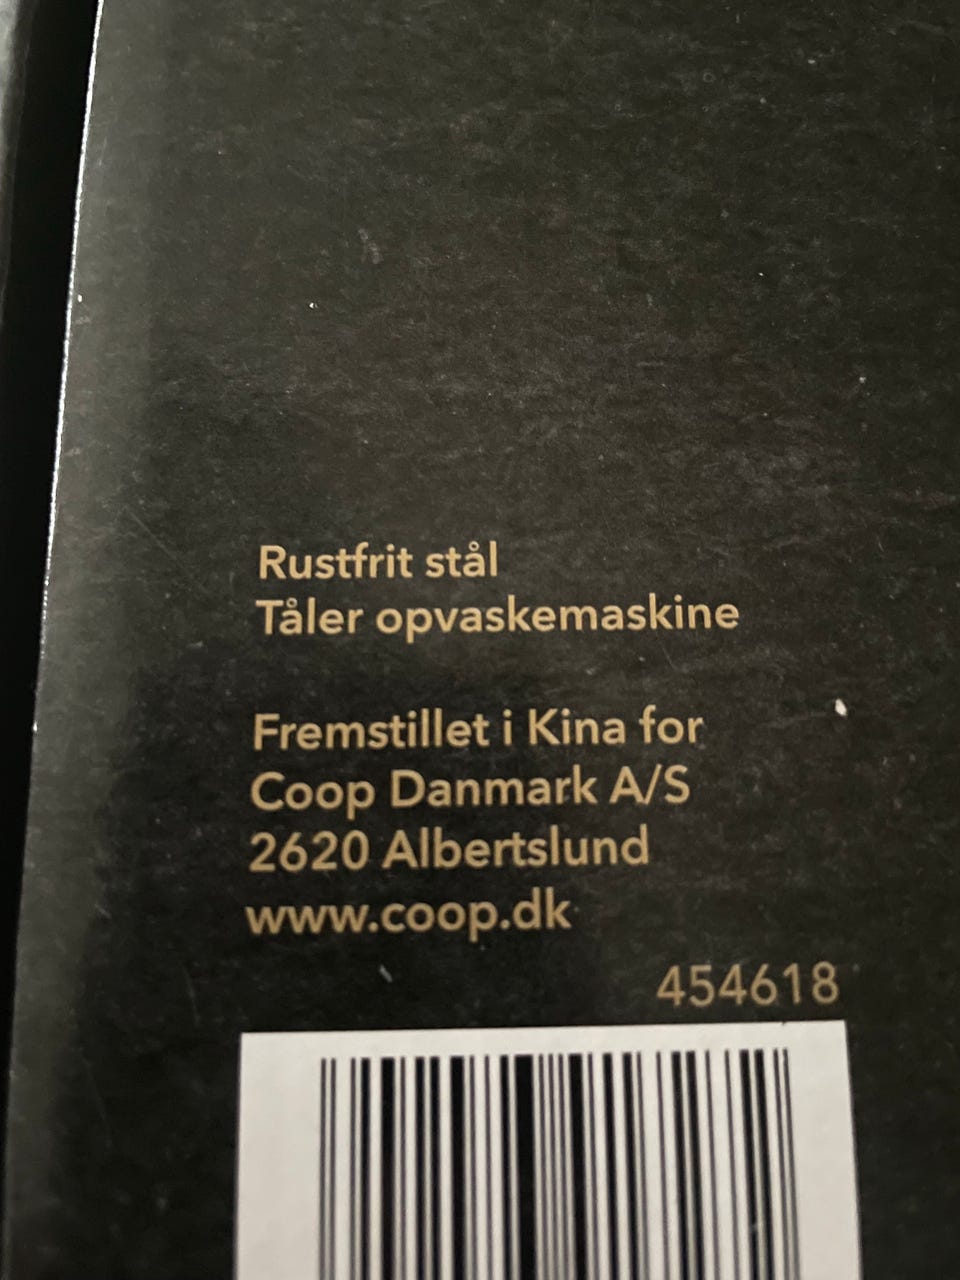 Rustfrit stål
Tåler opvaskemaskine
Fremstillet i Kina for
Coop Danmark A/S
2620 Albertslund
www.coop.dk
454618